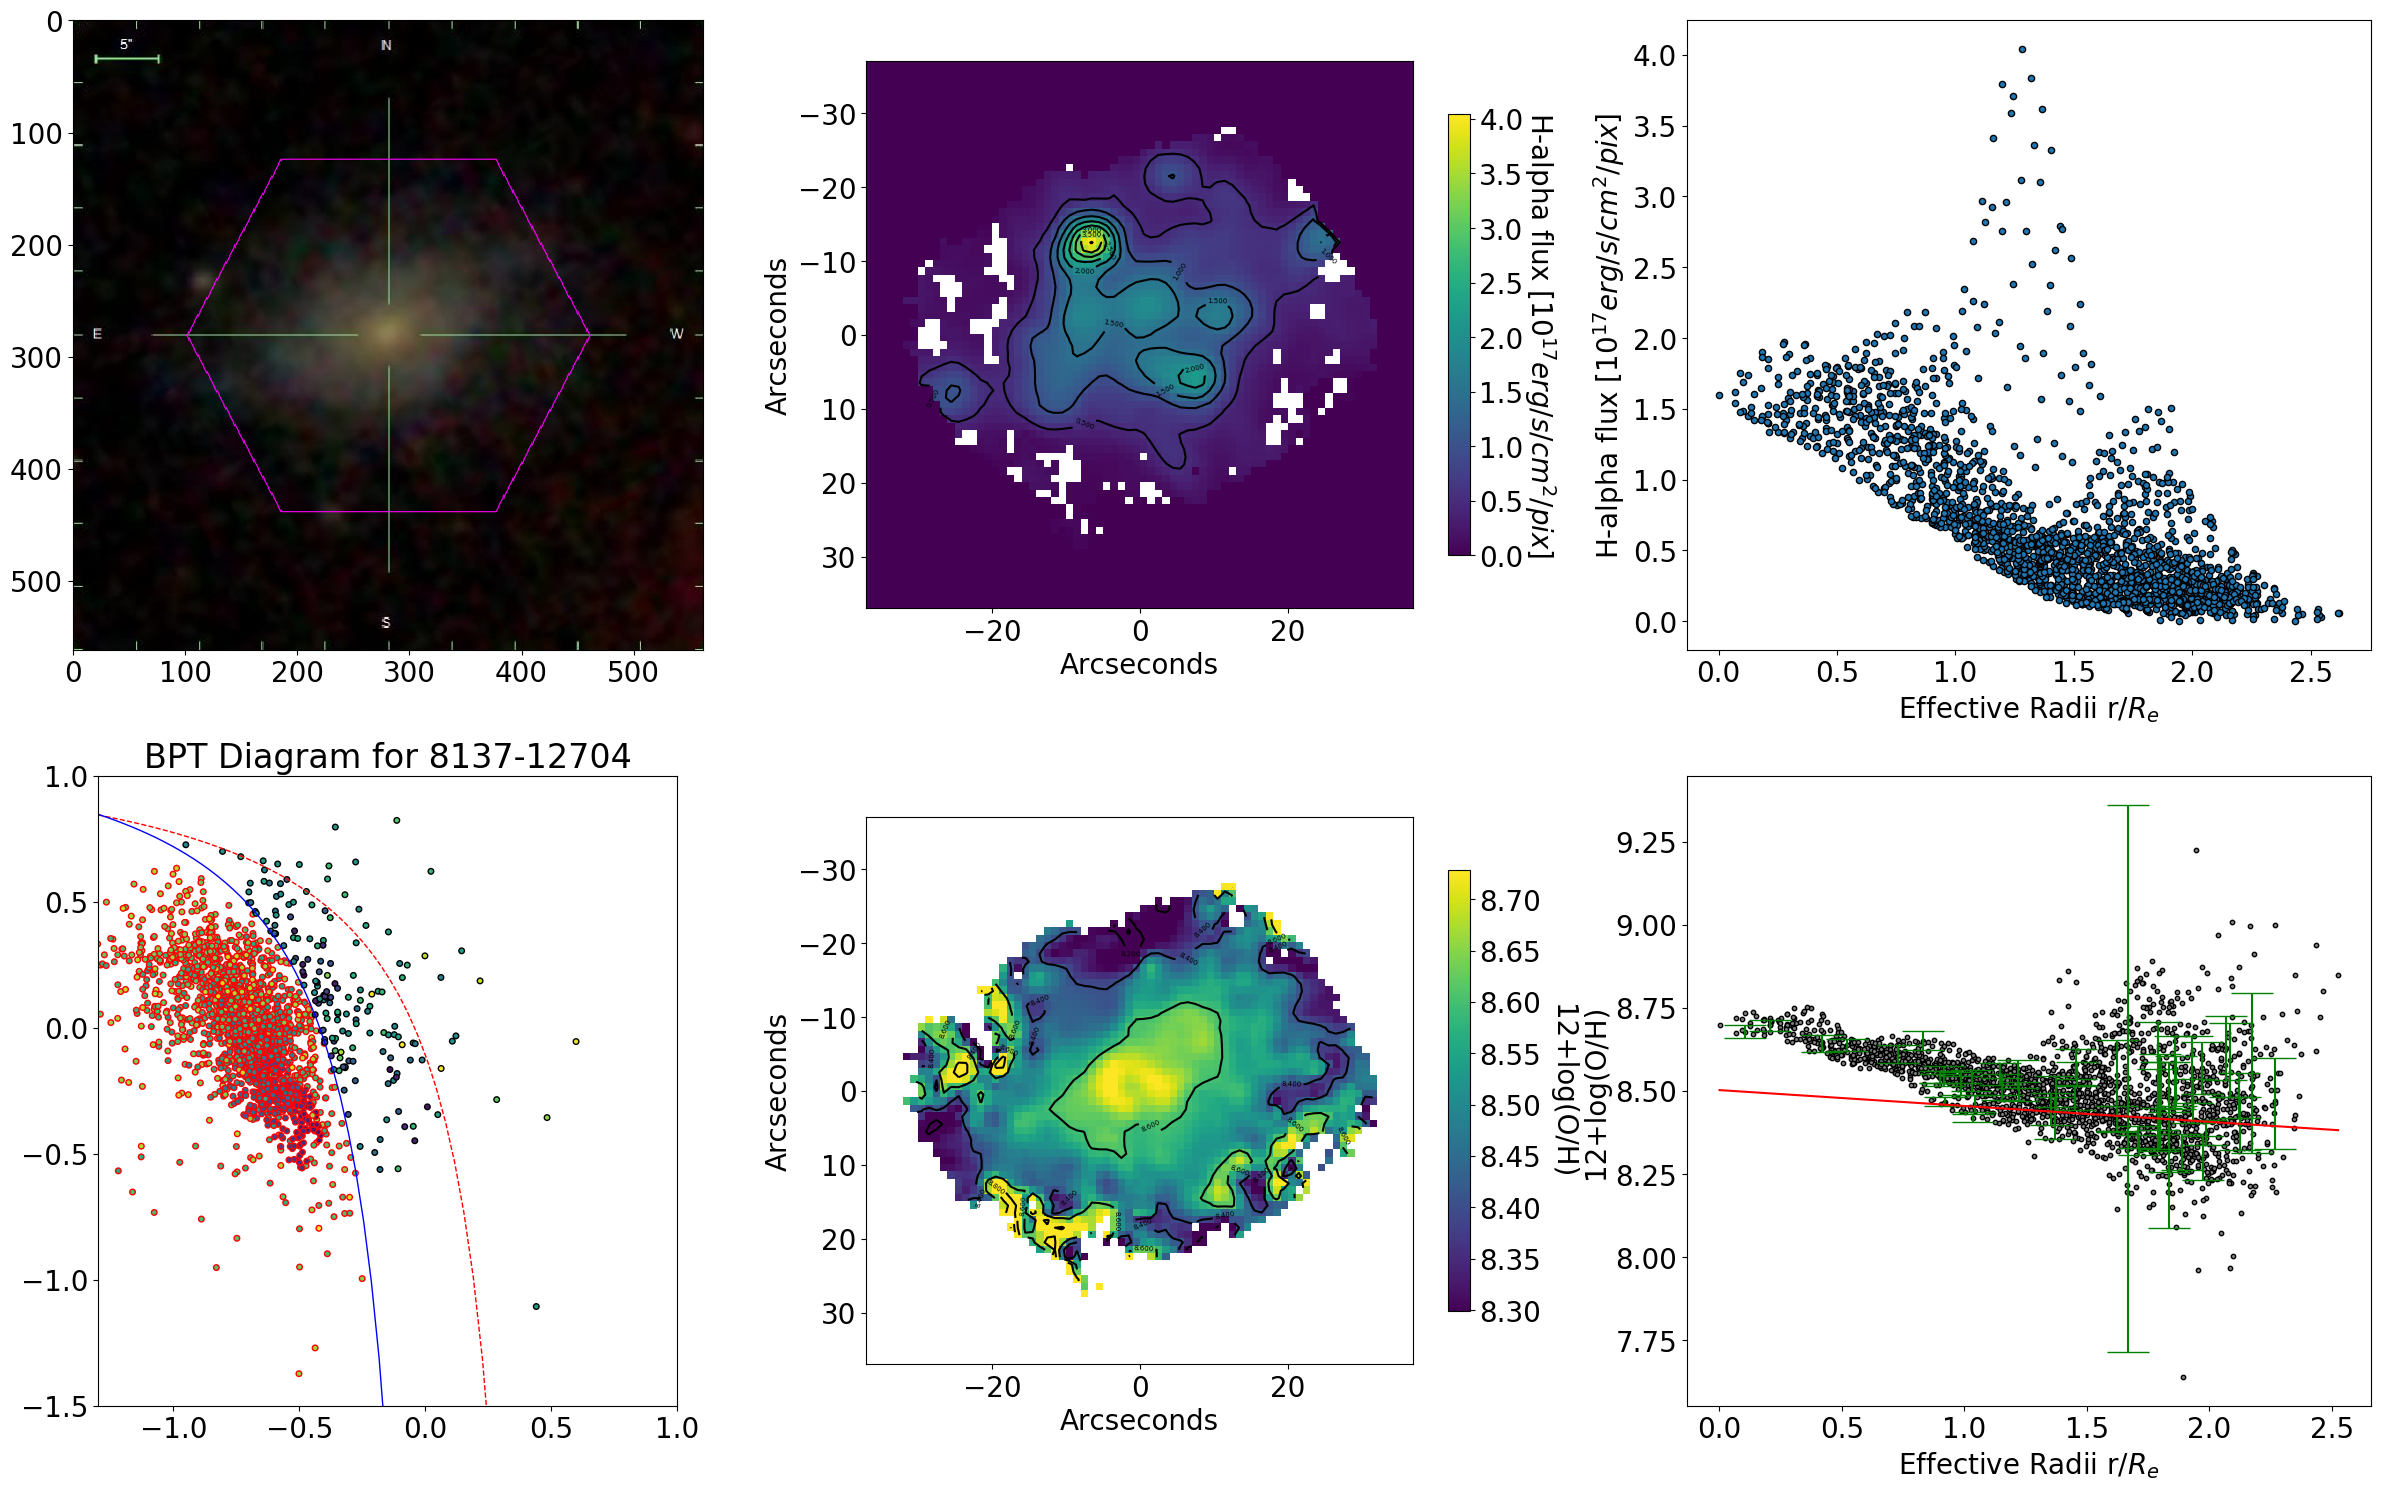 0
100
200
300
400
500
5"
N
E
W
S
0 100 200 300 400 500
−30
−20
−10
0
10
20
30
Arcseconds
−20 0 20
Arcseconds
4.0
3.5
3.0
2.5
2.0
1.5
1.0
0.5
0.0
H-alpha flux [10^17 erg/s/cm^2/pix]
4.0
3.5
3.0
2.5
2.0
1.5
1.0
0.5
0.0
H-alpha flux [10^17 erg/s/cm^2/pix]
0.0 0.5 1.0 1.5 2.0 2.5
Effective Radii r/R_e
BPT Diagram for 8137-12704
1.0
0.5
0.0
−0.5
−1.0
−1.5
−1.0 −0.5 0.0 0.5 1.0
−30
−20
−10
0
10
20
30
Arcseconds
−20 0 20
Arcseconds
8.70
8.65
8.60
8.55
8.50
8.45
8.40
8.35
8.30
12+log(O/H)
9.25
9.00
8.75
8.50
8.25
8.00
7.75
12+log(O/H)
0.0 0.5 1.0 1.5 2.0 2.5
Effective Radii r/R_e